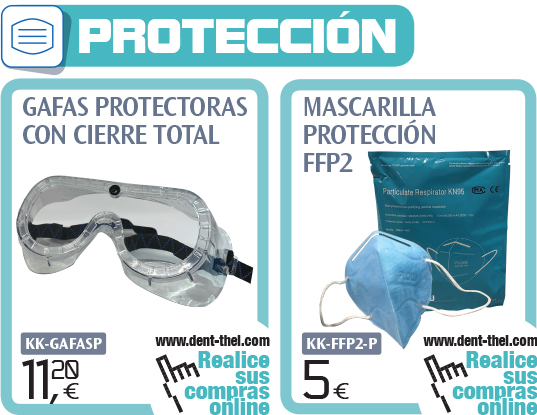 PROTECCIÓN
GAFAS PROTECTORAS
CON CIERRE TOTAL
KK-GAFASP
11,20 €
www.dent-thel.com
Realice
sus
compras
online
MASCARILLA
PROTECCIÓN
FFP2
Particulate Respirator KN95
KK-FFP2-P
5 €
www.dent-thel.com
Realice
sus
compras
online